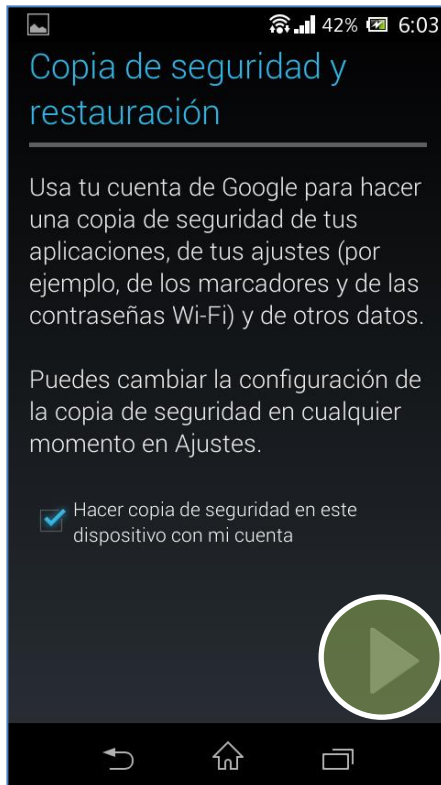 42% 6:03
Copia de seguridad y
restauración
Usa tu cuenta de Google para hacer
una copia de seguridad de tus
aplicaciones, de tus ajustes (por
ejemplo, de los marcadores y de las
contraseñas Wi-Fi) y de otros datos.
Puedes cambiar la configuración de
la copia de seguridad en cualquier
momento en Ajustes.
Hacer copia de seguridad en este
dispositivo con mi cuenta